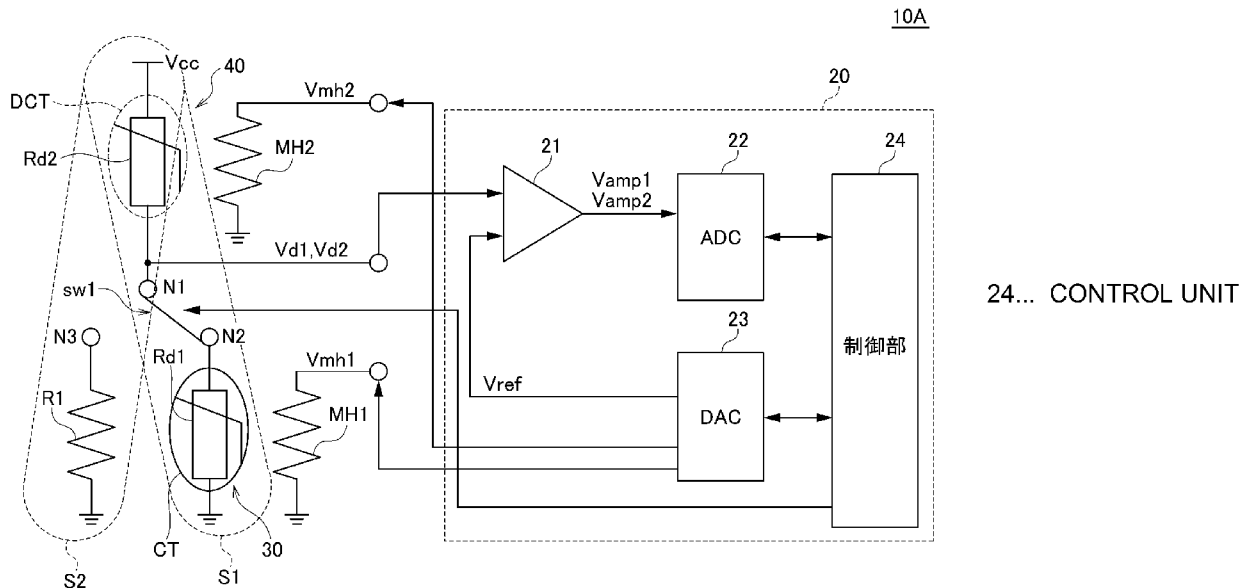 10A
Vcc
40
20
DCT
Vmh2
Rd2
MH2
21
22
24
Vamp1
Vamp2
ADC
Vd1,Vd2
sw1
N1
24... CONTROL UNIT
N3
N2
23
制御部
Rd1
Vmh1
Vref
R1
MH1
DAC
S2
CT
S1
30